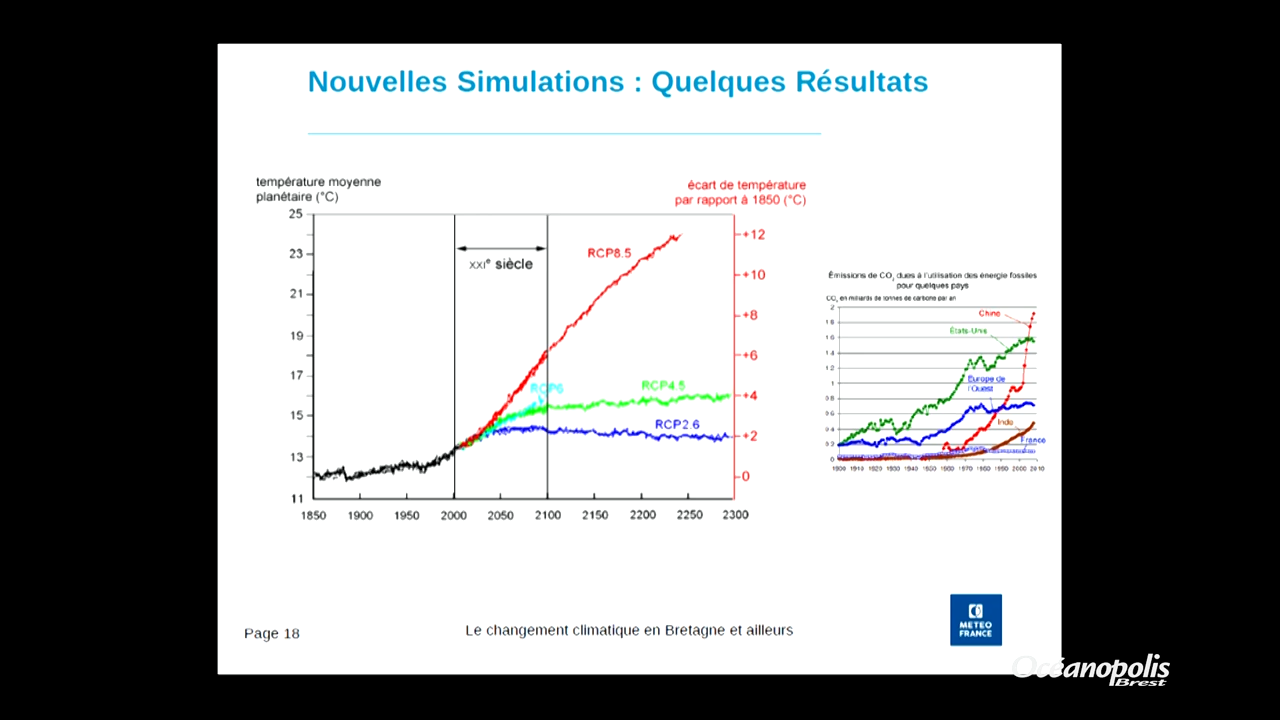 Nouvelles Simulations : Quelques Résultats
température moyenne
planétaire (°C)
écart de température
par rapport à 1850 (°C)
25
23
21
19
17
15
13
11
+12
+10
+8
+6
+4
+2
0
XXIe siècle
RCP8.5
RCP6
RCP4.5
RCP2.6
1850
1900
1950
2000
2050
2100
2150
2200
2250
2300
Émissions de CO2 dues à l'utilisation des énergie fossiles
pour quelques pays
CO2 en milliards de tonnes de carbone par an
2
1.8
1.6
1.4
1.2
1
0.8
0.6
0.4
0.2
0
Chine
États-Unis
Europe de
l'Ouest
Inde
France
1900 1910 1920 1930 1940 1950 1960 1970 1980 1990 2000 2010
Page 18
Le changement climatique en Bretagne et ailleurs
METEO
FRANCE
Océanopolis
Brest